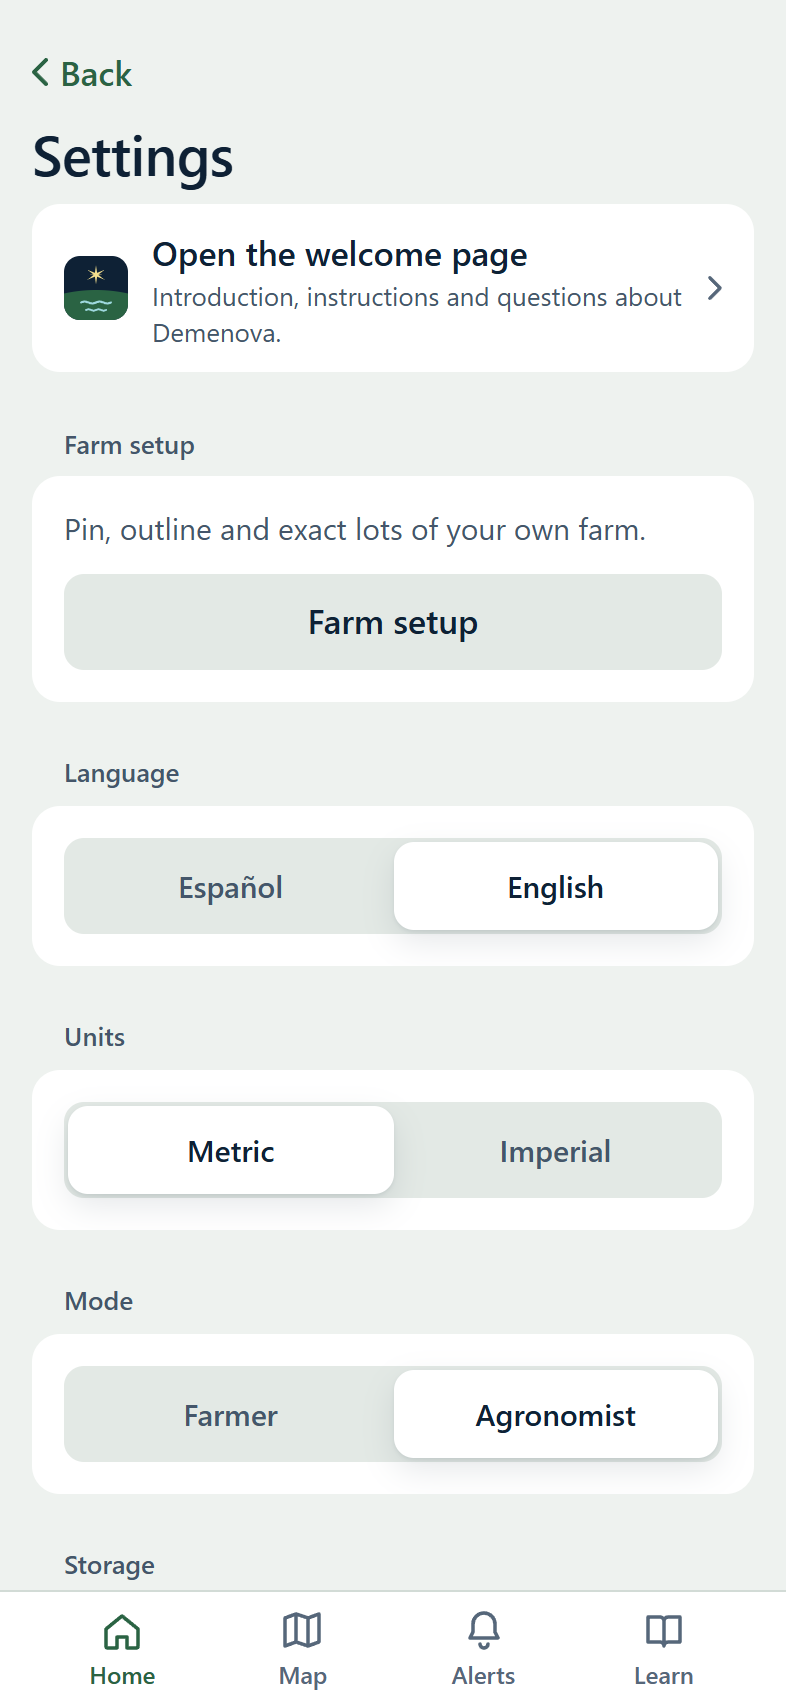 Back
Settings
Open the welcome page
Introduction, instructions and questions about
Demenova.
Farm setup
Pin, outline and exact lots of your own farm.
Farm setup
Language
Español
English
Units
Metric
Imperial
Mode
Farmer
Agronomist
Storage
Home
Map
Alerts
Learn